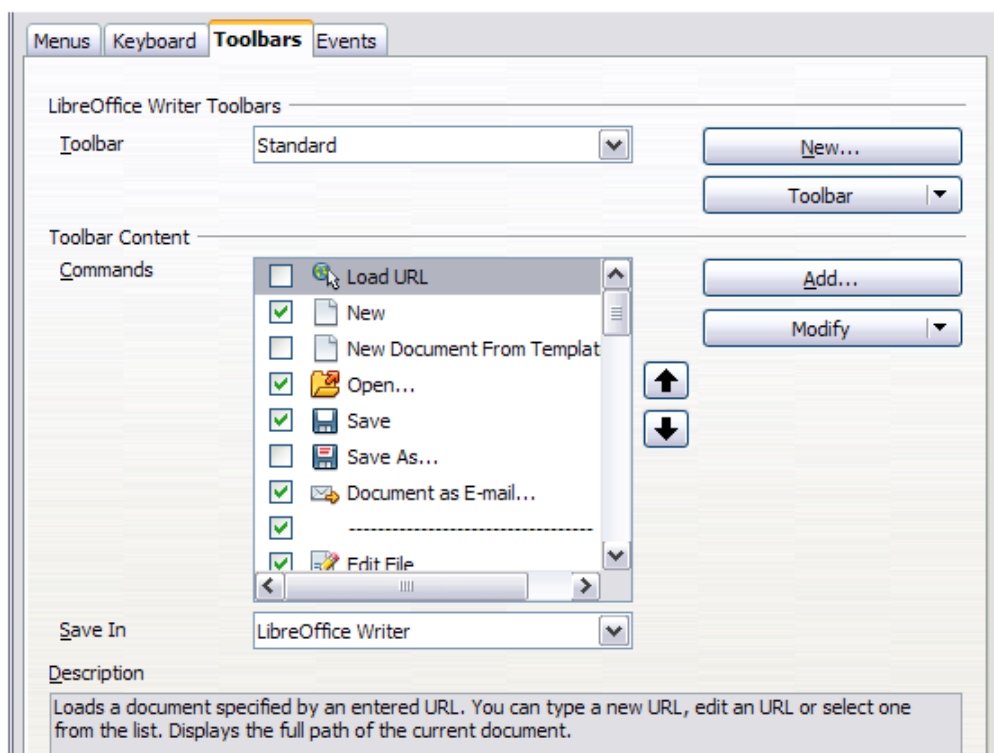 Menus Keyboard Toolbars Events
LibreOffice Writer Toolbars
Toolbar Standard New...
Toolbar
Toolbar Content
Commands Load URL Add...
New
Modify
New Document From Templat
Open...
Save
Save As...
Document as E-mail...
----------------------------------
Edit File
Save In LibreOffice Writer
Description
Loads a document specified by an entered URL. You can type a new URL, edit an URL or select one
from the list. Displays the full path of the current document.